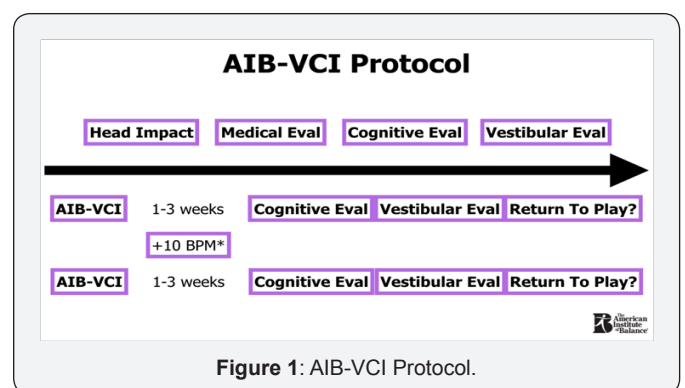 AIB-VCI Protocol
Head Impact Medical Eval Cognitive Eval Vestibular Eval
AIB-VCI 1-3 weeks Cognitive Eval Vestibular Eval Return To Play?
+10 BPM*
AIB-VCI 1-3 weeks Cognitive Eval Vestibular Eval Return To Play?
The
American
Institute
of Balance
Figure 1: AIB-VCI Protocol.